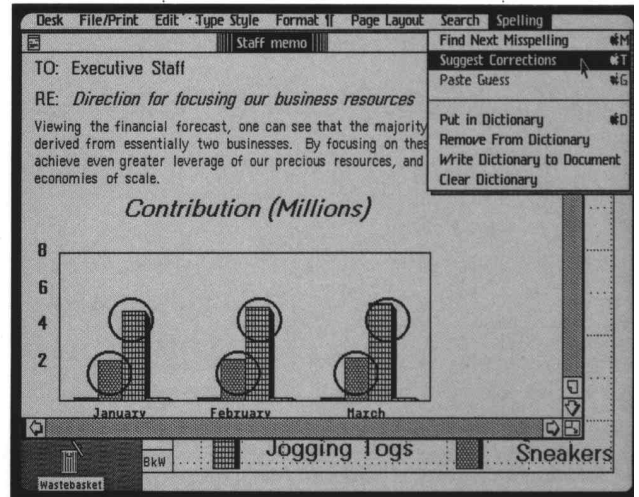 Desk File/Print Edit Type Style Format ¶ Page Layout Search Spelling
Staff memo
Find Next Misspelling M
Suggest Corrections T
Paste Guess G
Put in Dictionary D
Remove From Dictionary
Write Dictionary to Document
Clear Dictionary
TO: Executive Staff
RE: Direction for focusing our business resources
Viewing the financial forecast, one can see that the majority
derived from essentially two businesses. By focusing on thes
achieve even greater leverage of our precious resources, and
economies of scale.
Contribution (Millions)
8
6
4
2
January February March
Jogging Togs Sneakers
BkW
Wastebasket